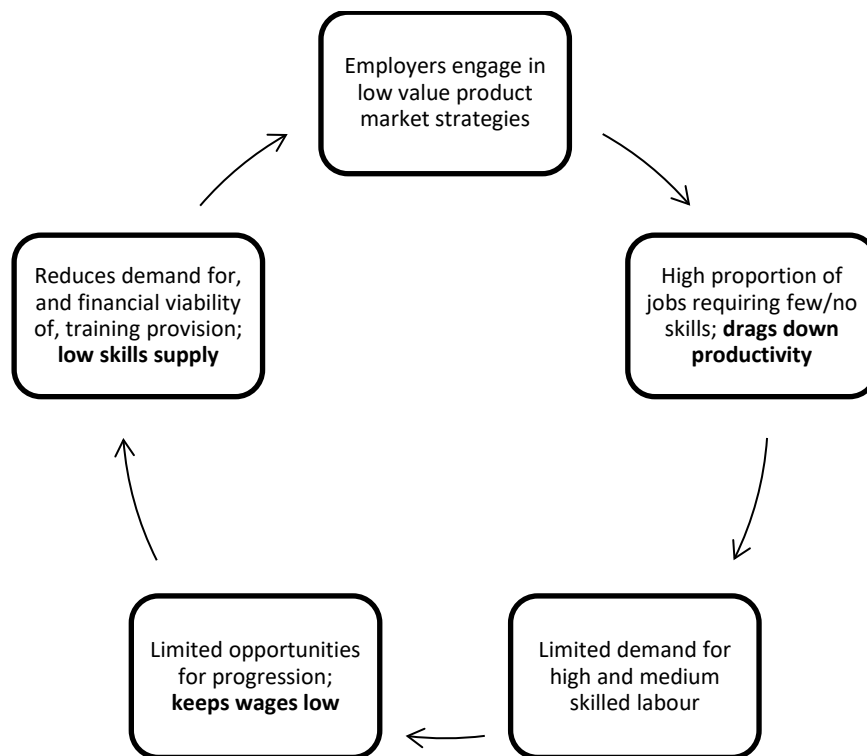 Employers engage in
low value product
market strategies
High proportion of
jobs requiring few/no
skills; drags down
productivity
Limited demand for
high and medium
skilled labour
Limited opportunities
for progression;
keeps wages low
Reduces demand for,
and financial viability
of, training provision;
low skills supply